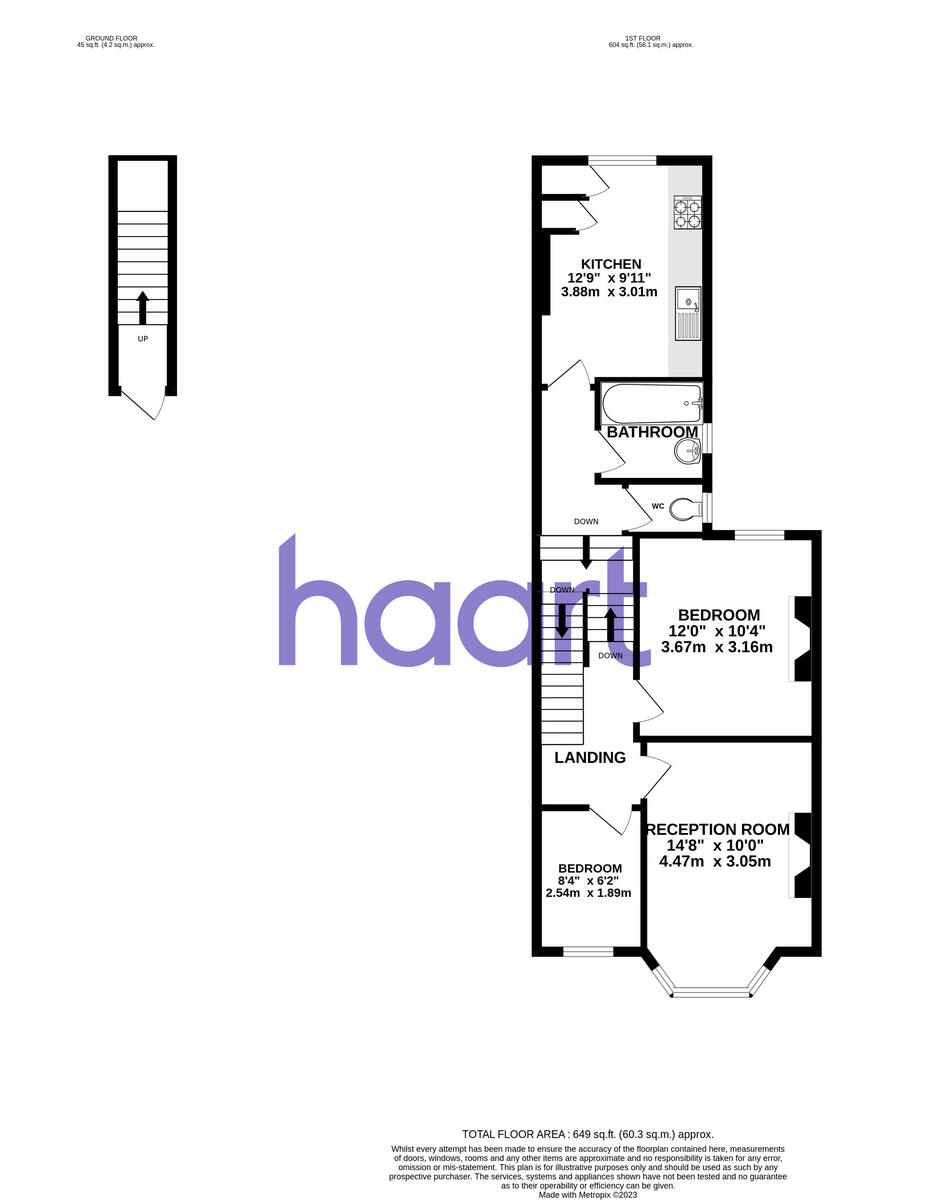 GROUND FLOOR
45 sq.ft. (4.2 sq.m.) approx.
1ST FLOOR
604 sq.ft. (56.1 sq.m.) approx.
UP
KITCHEN
12'9" x 9'11"
3.88m x 3.01m
BATHROOM
WC
DOWN
DOWN
DOWN
haart
BEDROOM
12'0" x 10'4"
3.67m x 3.16m
LANDING
RECEPTION ROOM
14'8" x 10'0"
4.47m x 3.05m
BEDROOM
8'4" x 6'2"
2.54m x 1.89m
TOTAL FLOOR AREA : 649 sq.ft. (60.3 sq.m.) approx.
Whilst every attempt has been made to ensure the accuracy of the floorplan contained here, measurements
of doors, windows, rooms and any other items are approximate and no responsibility is taken for any error,
omission or mis-statement. This plan is for illustrative purposes only and should be used as such by any
prospective purchaser. The services, systems and appliances shown have not been tested and no guarantee
as to their operability or efficiency can be given.
Made with Metropix ©2023